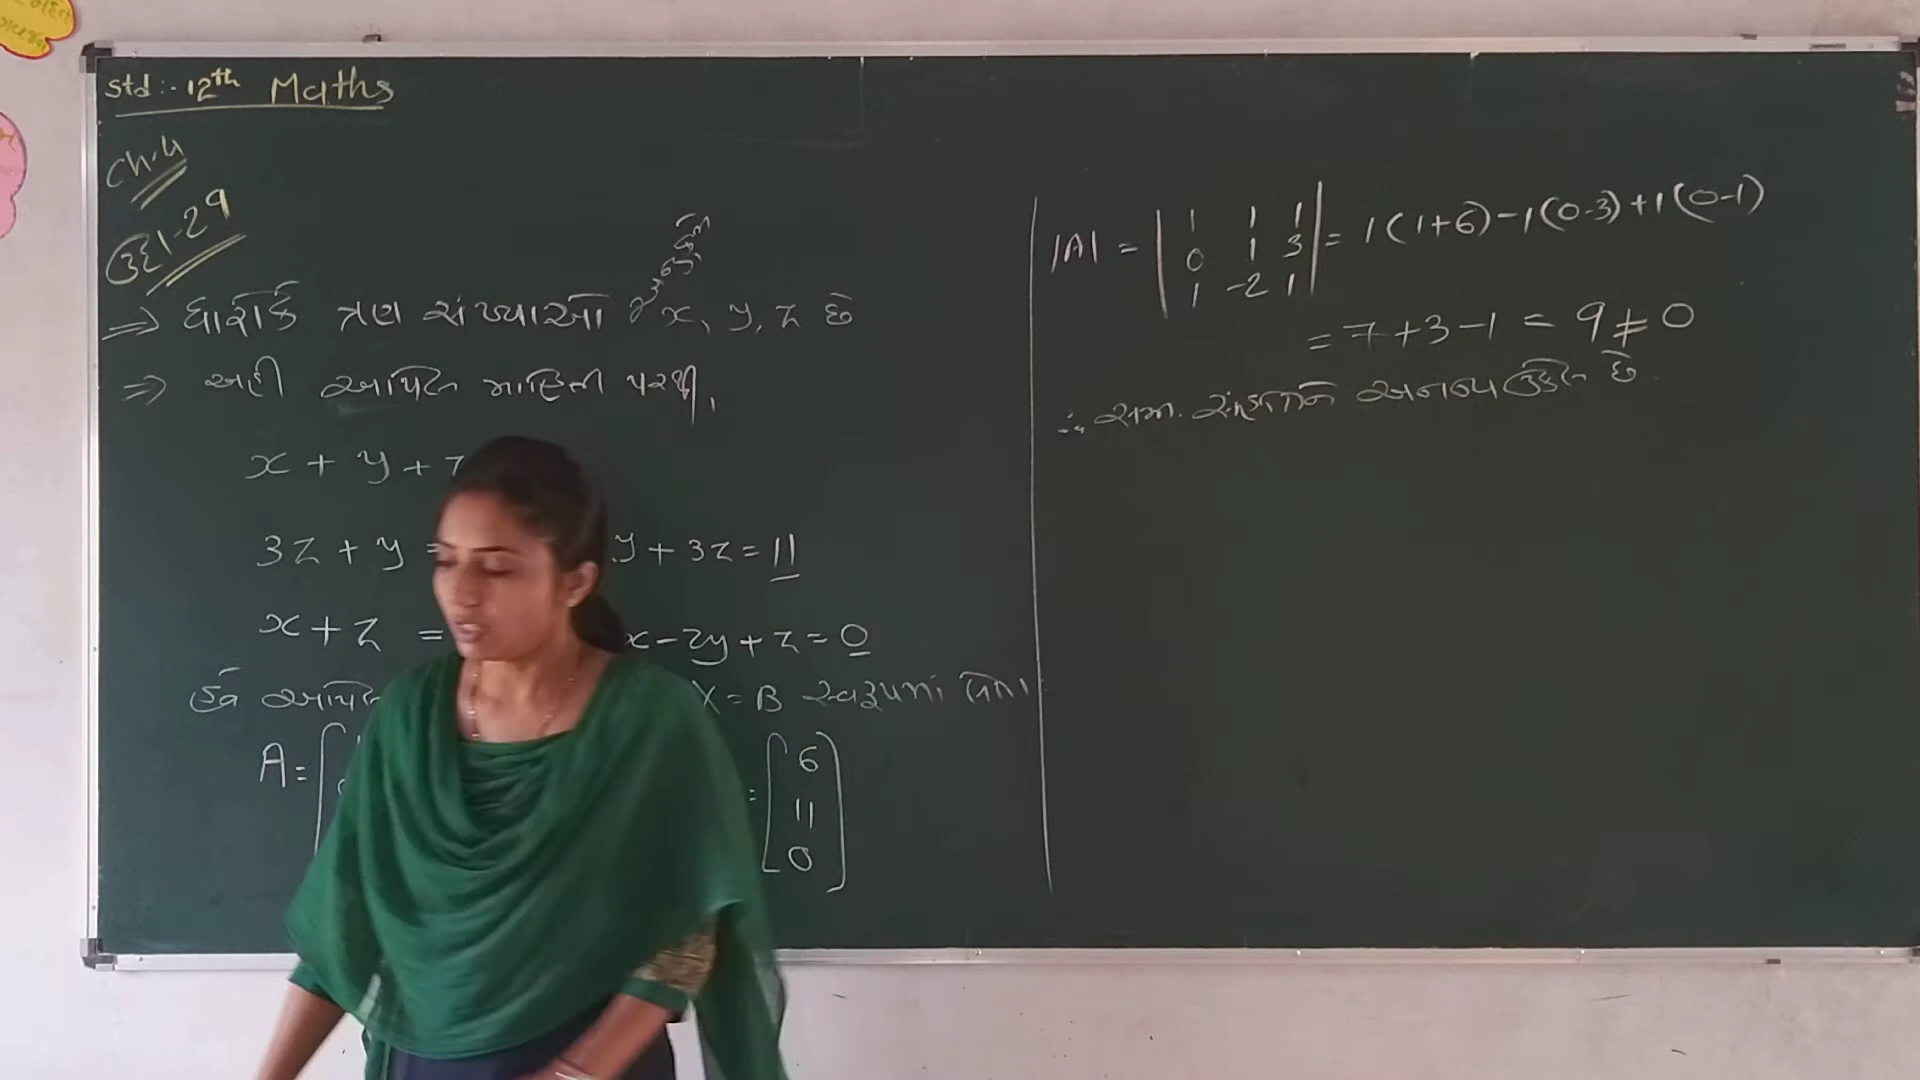 Std :- 12th Maths
Ch. 4
ઉદા-29
⇒ ધારો કે ત્રણ સંખ્યાઓ x, y, z છે
⇒ અહીં આપેલ માહિતી પરથી,
x + y + z
3z + y = y + 3z = 11
x + z = x - 2y + z = 0
હવે આપેલ X = B સ્વરૂપમાં લેતા
A = [ = [6
11
0]
|A| = |1 1 1
0 1 3
1 -2 1| = 1(1+6) - 1(0-3) + 1(0-1)
= 7 + 3 - 1 = 9 ≠ 0
∴ સમ. સંહતિને અનન્ય ઉકેલ છે.